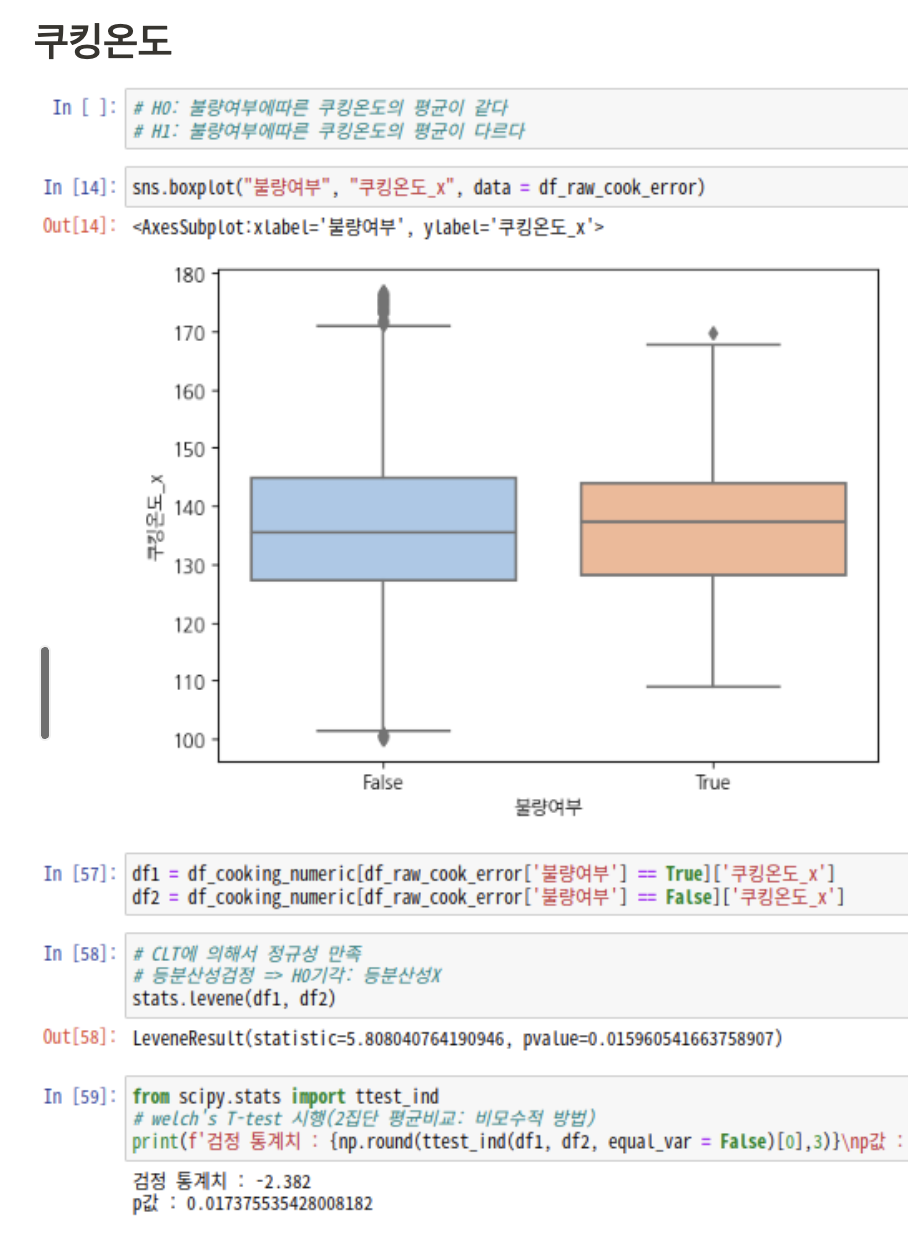 쿠킹온도
In [ ]: # H0: 불량여부에따른 쿠킹온도의 평균이 같다
# H1: 불량여부에따른 쿠킹온도의 평균이 다르다
In [14]: sns.boxplot("불량여부", "쿠킹온도_x", data = df_raw_cook_error)
Out[14]: <AxesSubplot:xlabel='불량여부', ylabel='쿠킹온도_x'>
180
170
160
150
140
130
120
110
100
쿠킹온도_x
False True
불량여부
In [57]: df1 = df_cooking_numeric[df_raw_cook_error['불량여부'] == True]['쿠킹온도_x']
df2 = df_cooking_numeric[df_raw_cook_error['불량여부'] == False]['쿠킹온도_x']
In [58]: # CLT에 의해서 정규성 만족
# 등분산성검정 => H0기각: 등분산성X
stats.levene(df1, df2)
Out[58]: LeveneResult(statistic=5.808040764190946, pvalue=0.015960541663758907)
In [59]: from scipy.stats import ttest_ind
# welch's T-test 시행(2집단 평균비교: 비모수적 방법)
print(f'검정 통계치 : {np.round(ttest_ind(df1, df2, equal_var = False)[0],3)}\np값 :
검정 통계치 : -2.382
p값 : 0.017375535428008182